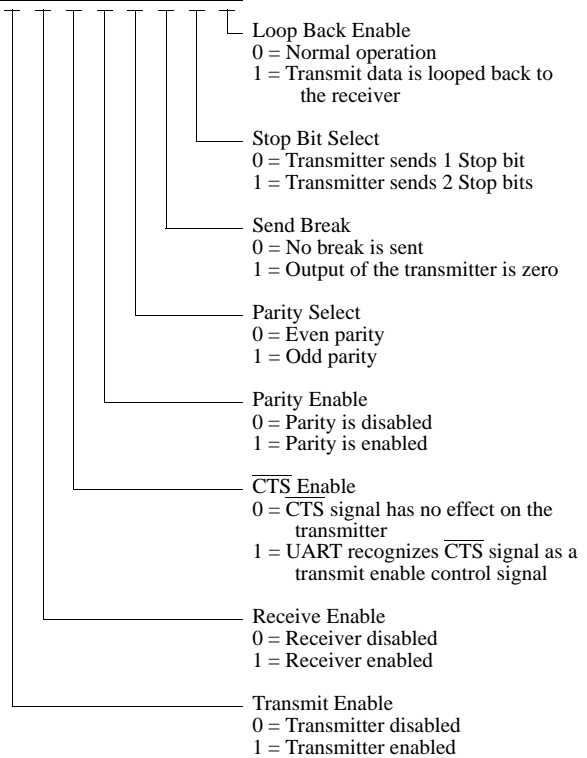 Loop Back Enable
0 = Normal operation
1 = Transmit data is looped back to
the receiver
Stop Bit Select
0 = Transmitter sends 1 Stop bit
1 = Transmitter sends 2 Stop bits
Send Break
0 = No break is sent
1 = Output of the transmitter is zero
Parity Select
0 = Even parity
1 = Odd parity
Parity Enable
0 = Parity is disabled
1 = Parity is enabled
C̅T̅S̅ Enable
0 = C̅T̅S̅ signal has no effect on the
transmitter
1 = UART recognizes C̅T̅S̅ signal as a
transmit enable control signal
Receive Enable
0 = Receiver disabled
1 = Receiver enabled
Transmit Enable
0 = Transmitter disabled
1 = Transmitter enabled